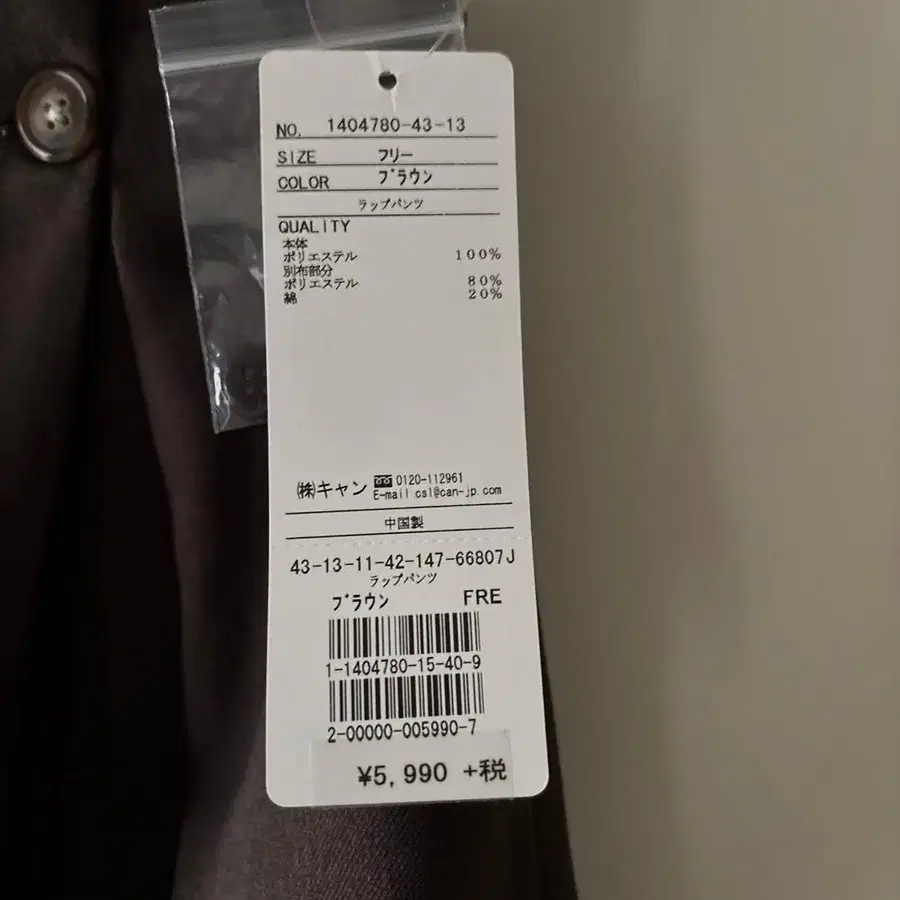 NO. 1404780-43-13
SIZE フリー
COLOR ブラウン
ラップパンツ
QUALITY
本体
ポリエステル 100%
別布部分
ポリエステル 80%
綿 20%
㈱キャン 0120-112961
E-mail cs1@can-jp.com
中国製
43-13-11-42-147-66807J
ラップパンツ
ブラウン FRE
1-1404780-15-40-9
2-00000-005990-7
¥5,990 +税